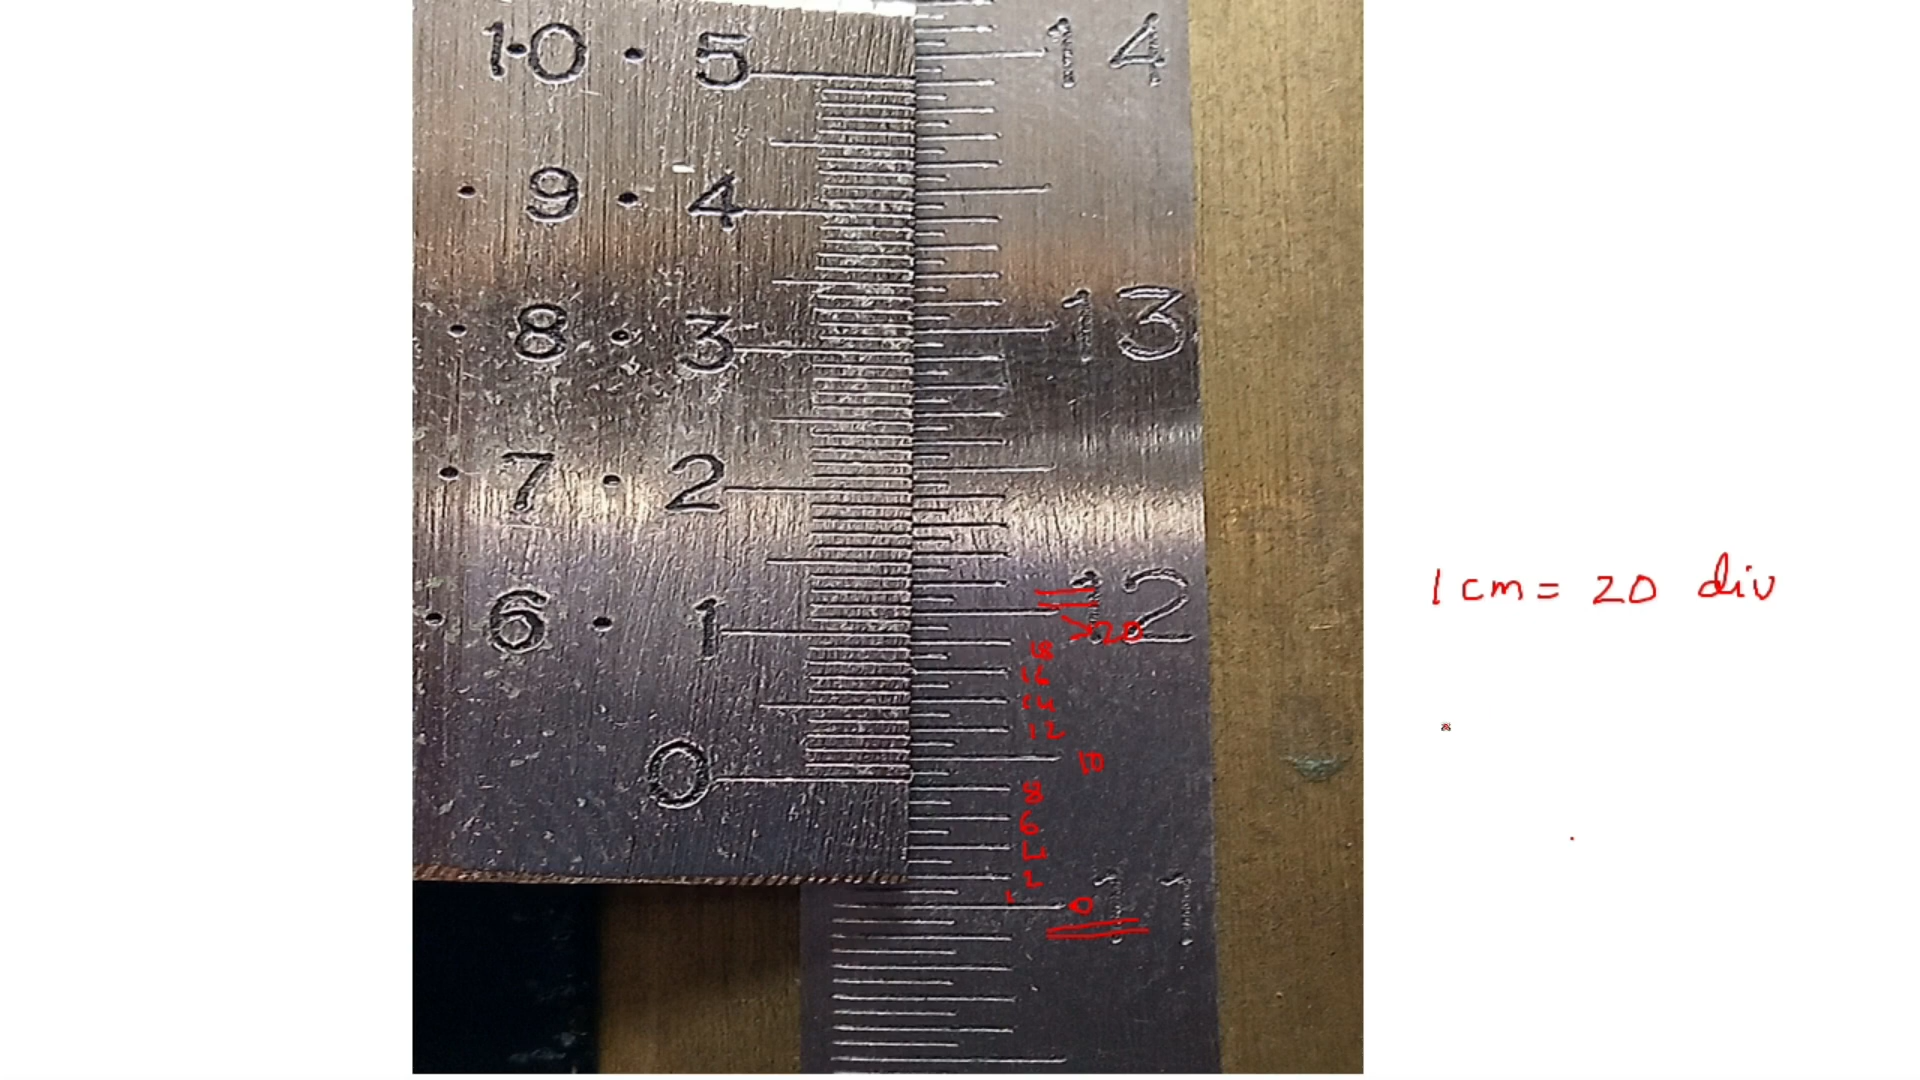 10 · 5 14
· 9 · 4
· 8 · 3 13
· 7 · 2
· 6 · 1 12
20
18
16
14
12
10
0
8
6
4
2
0 11
1 cm = 20 div